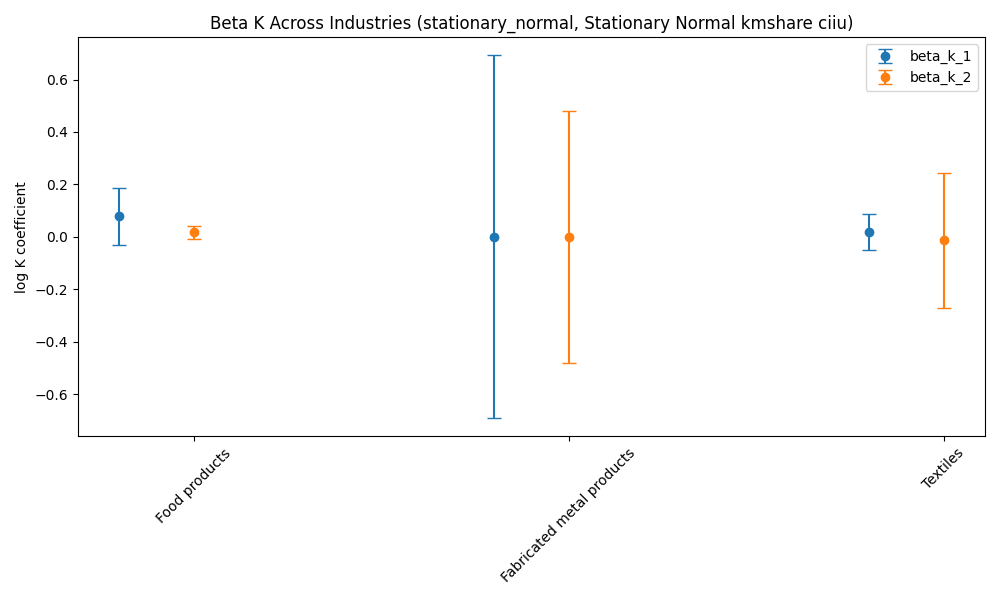 Beta K Across Industries (stationary_normal, Stationary Normal kmshare ciiu)
beta_k_1
beta_k_2
log K coefficient
0.6
0.4
0.2
0.0
−0.2
−0.4
−0.6
Food products
Fabricated metal products
Textiles